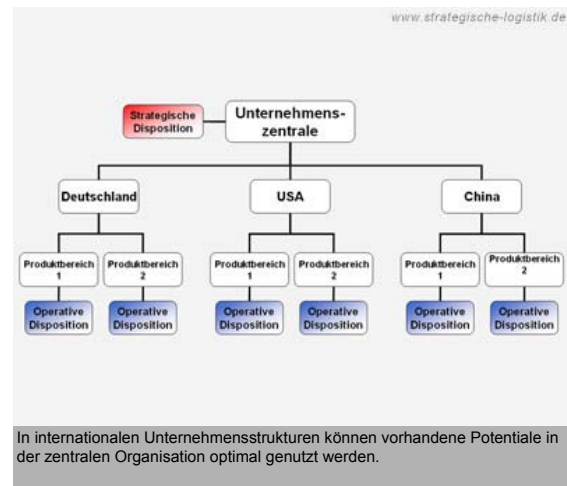 www.strategische-logistik.de
Strategische
Disposition
Unternehmens-
zentrale
Deutschland
USA
China
Produktbereich
1
Produktbereich
2
Produktbereich
1
Produktbereich
2
Produktbereich
1
Produktbereich
2
Operative
Disposition
Operative
Disposition
Operative
Disposition
Operative
Disposition
Operative
Disposition
Operative
Disposition
In internationalen Unternehmensstrukturen können vorhandene Potentiale in
der zentralen Organisation optimal genutzt werden.